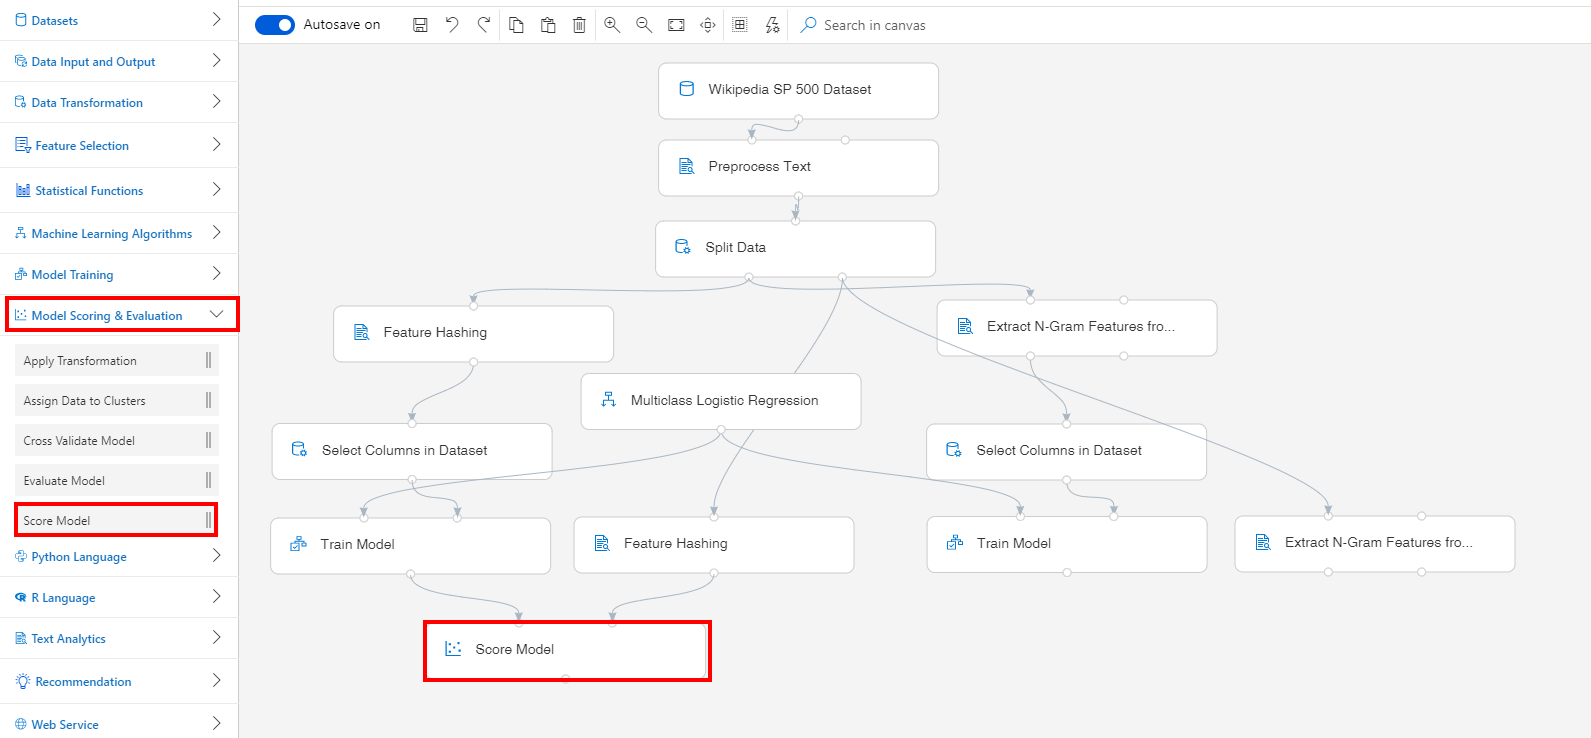 Datasets
Data Input and Output
Data Transformation
Feature Selection
Statistical Functions
Machine Learning Algorithms
Model Training
Model Scoring & Evaluation
Apply Transformation
Assign Data to Clusters
Cross Validate Model
Evaluate Model
Score Model
Python Language
R Language
Text Analytics
Recommendation
Web Service
Autosave on
Search in canvas
Wikipedia SP 500 Dataset
Preprocess Text
Split Data
Feature Hashing
Extract N-Gram Features fro...
Multiclass Logistic Regression
Select Columns in Dataset
Select Columns in Dataset
Train Model
Feature Hashing
Train Model
Extract N-Gram Features fro...
Score Model